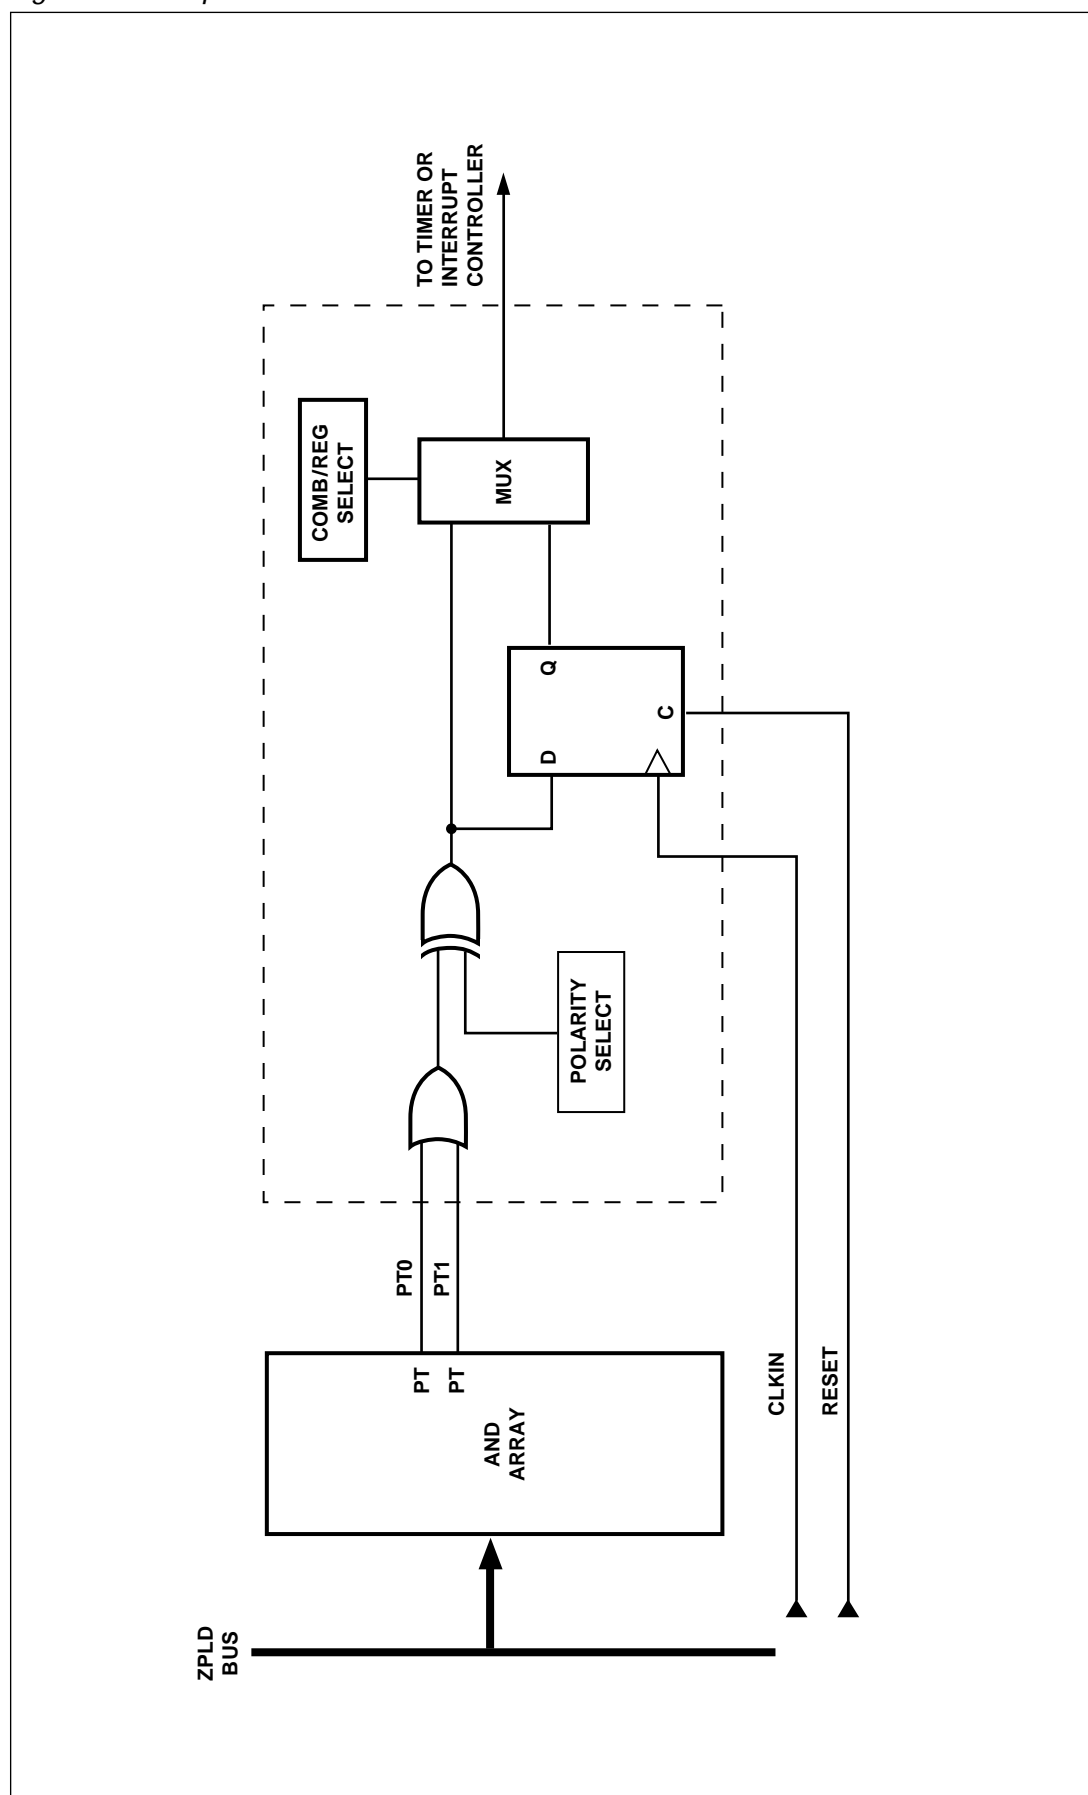 TO TIMER OR
INTERRUPT
CONTROLLER
COMB/REG
SELECT
MUX
Q
D
C
POLARITY
SELECT
PT0
PT1
PT
PT
AND
ARRAY
CLKIN
RESET
ZPLD
BUS